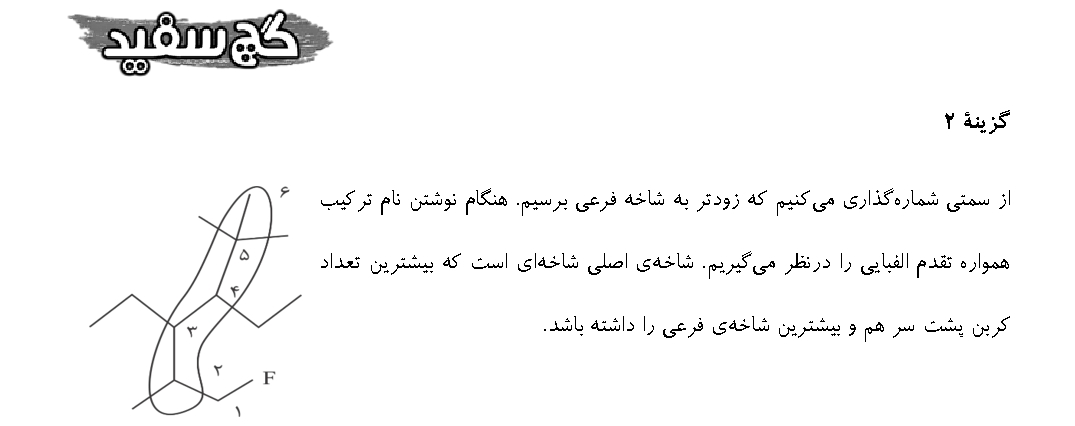 گچ سفید
گزینهٔ ۲
از سمتی شماره‌گذاری می‌کنیم که زودتر به شاخه فرعی برسیم. هنگام نوشتن نام ترکیب
همواره تقدم الفبایی را درنظر می‌گیریم. شاخه‌ی اصلی شاخه‌ای است که بیشترین تعداد
کربن پشت سر هم و بیشترین شاخه‌ی فرعی را داشته باشد.
۶
۵
۴
۳
۲
F
۱